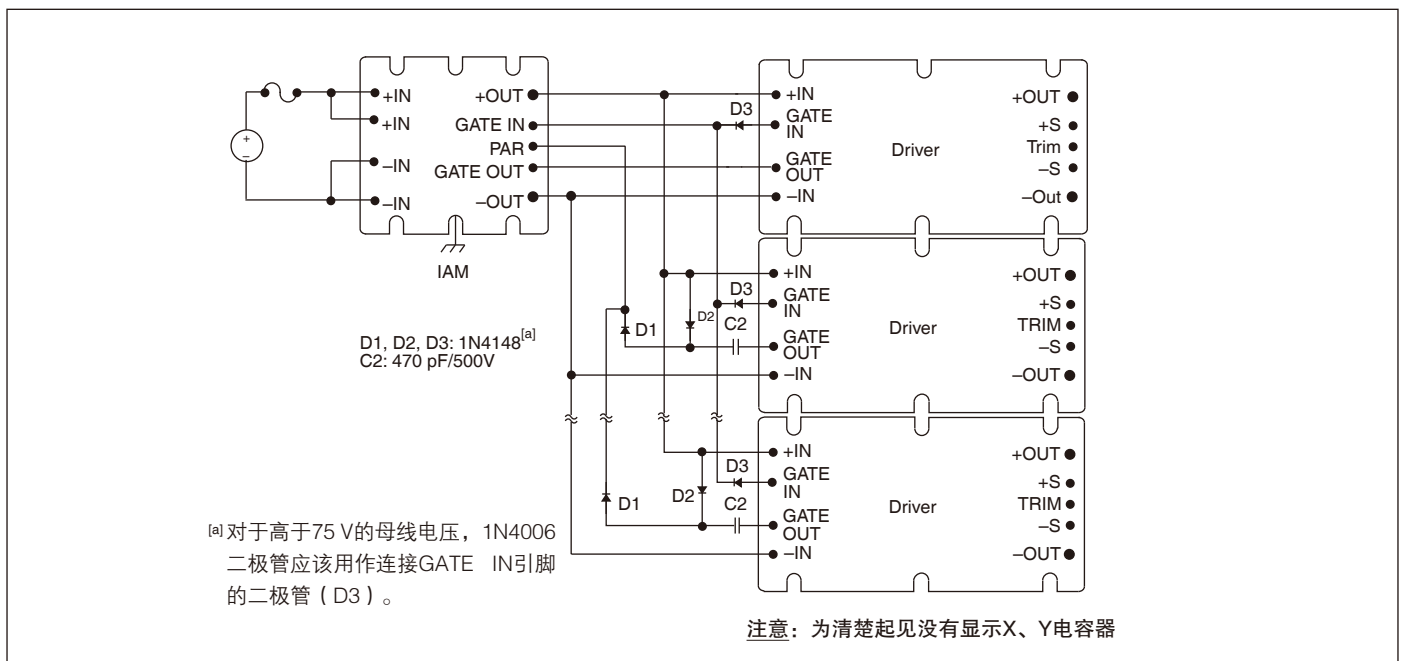 +IN
+IN
–IN
–IN
+OUT
GATE IN
PAR
GATE OUT
–OUT
IAM
+
–
D3
+IN
GATE
IN
GATE
OUT
–IN
Driver
+OUT
+S
Trim
–S
–Out
D1
D2
D3
C2
+IN
GATE
IN
GATE
OUT
–IN
Driver
+OUT
+S
TRIM
–S
–OUT
D1, D2, D3: 1N4148[a]
C2: 470 pF/500V
D1
D2
D3
C2
+IN
GATE
IN
GATE
OUT
–IN
Driver
+OUT
+S
TRIM
–S
–OUT
[a] 对于高于75 V的母线电压，1N4006
二极管应该用作连接GATE IN引脚
的二极管（D3）。
注意：为清楚起见没有显示X、Y电容器